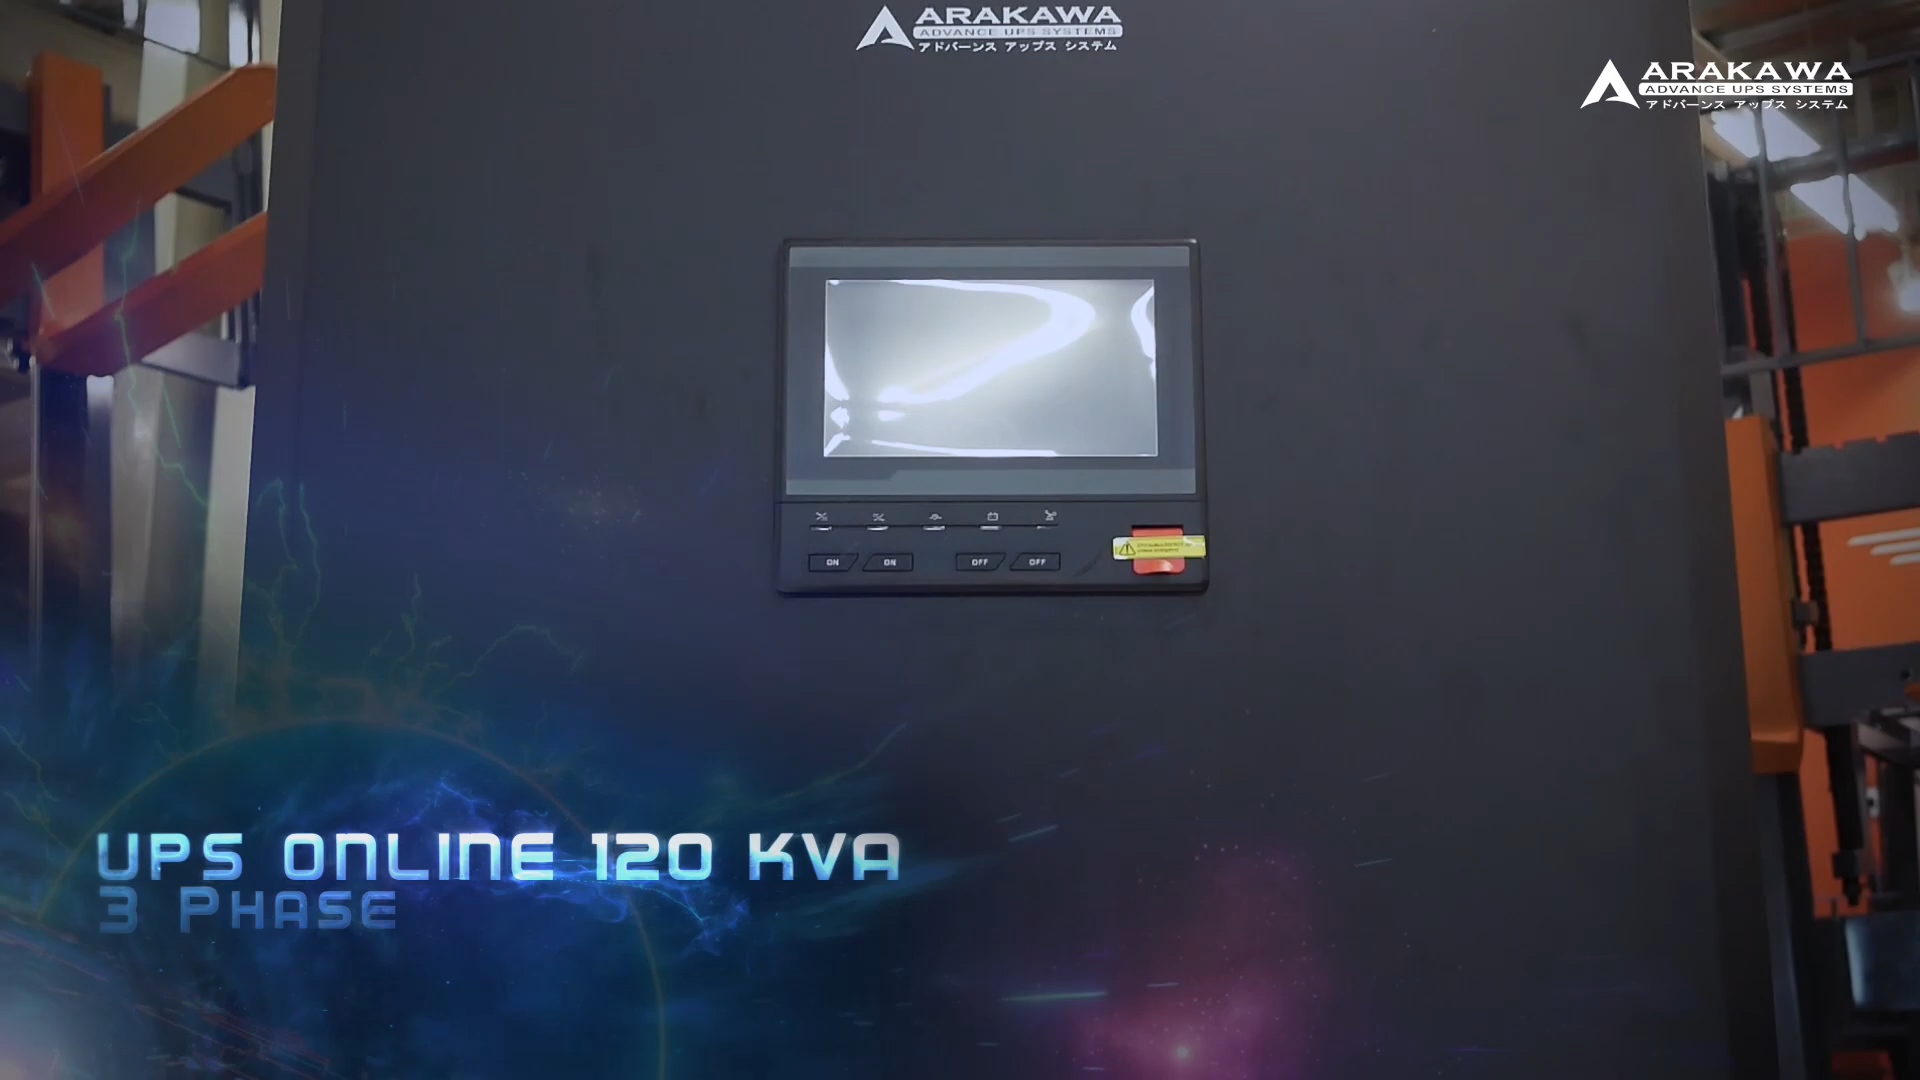 ARAKAWA
ADVANCE UPS SYSTEMS
アドバーンス アップス システム
ARAKAWA
ADVANCE UPS SYSTEMS
アドバーンス アップス システム
ON ON OFF OFF
UPS ONLINE 120 KVA
3 PHASE